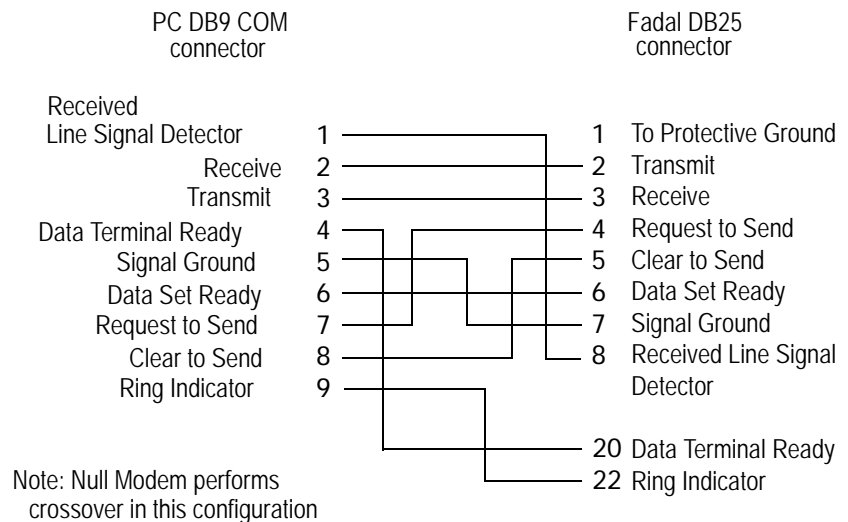 PC DB9 COM
connector
Fadal DB25
connector
Received
Line Signal Detector 1
Receive 2
Transmit 3
Data Terminal Ready 4
Signal Ground 5
Data Set Ready 6
Request to Send 7
Clear to Send 8
Ring Indicator 9
1 To Protective Ground
2 Transmit
3 Receive
4 Request to Send
5 Clear to Send
6 Data Set Ready
7 Signal Ground
8 Received Line Signal
Detector
20 Data Terminal Ready
22 Ring Indicator
Note: Null Modem performs
crossover in this configuration